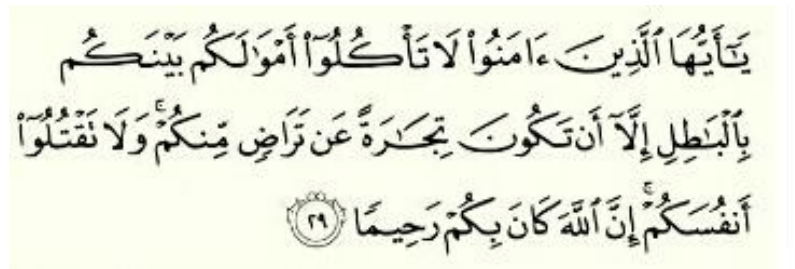 يَـٰٓأَيُّهَا ٱلَّذِينَ ءَامَنُوا۟ لَا تَأْكُلُوٓا۟ أَمْوَٰلَكُم بَيْنَكُم
بِٱلْبَـٰطِلِ إِلَّآ أَن تَكُونَ تِجَـٰرَةً عَن تَرَاضٍ مِّنكُمْ ۚ وَلَا تَقْتُلُوٓا۟
أَنفُسَكُمْ ۚ إِنَّ ٱللَّهَ كَانَ بِكُمْ رَحِيمًا ٢٩